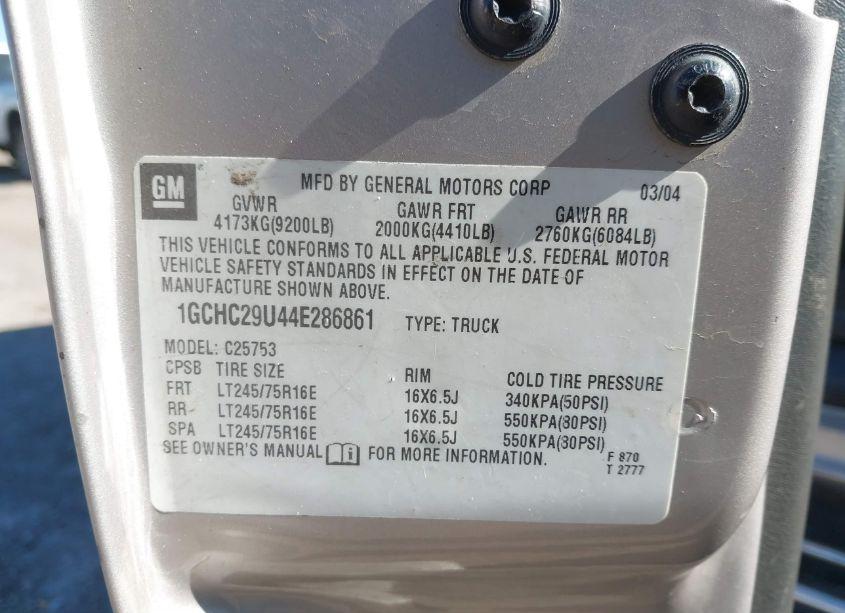 GM MFD BY GENERAL MOTORS CORP 03/04
GVWR GAWR FRT GAWR RR
4173KG(9200LB) 2000KG(4410LB) 2760KG(6084LB)
THIS VEHICLE CONFORMS TO ALL APPLICABLE U.S. FEDERAL MOTOR
VEHICLE SAFETY STANDARDS IN EFFECT ON THE DATE OF
MANUFACTURE SHOWN ABOVE.
1GCHC29U44E286861 TYPE: TRUCK
MODEL: C25753
CPSB TIRE SIZE RIM COLD TIRE PRESSURE
FRT LT245/75R16E 16X6.5J 340KPA(50PSI)
RR LT245/75R16E 16X6.5J 550KPA(80PSI)
SPA LT245/75R16E 16X6.5J 550KPA(80PSI)
SEE OWNER'S MANUAL i FOR MORE INFORMATION.
F 870
T 2777